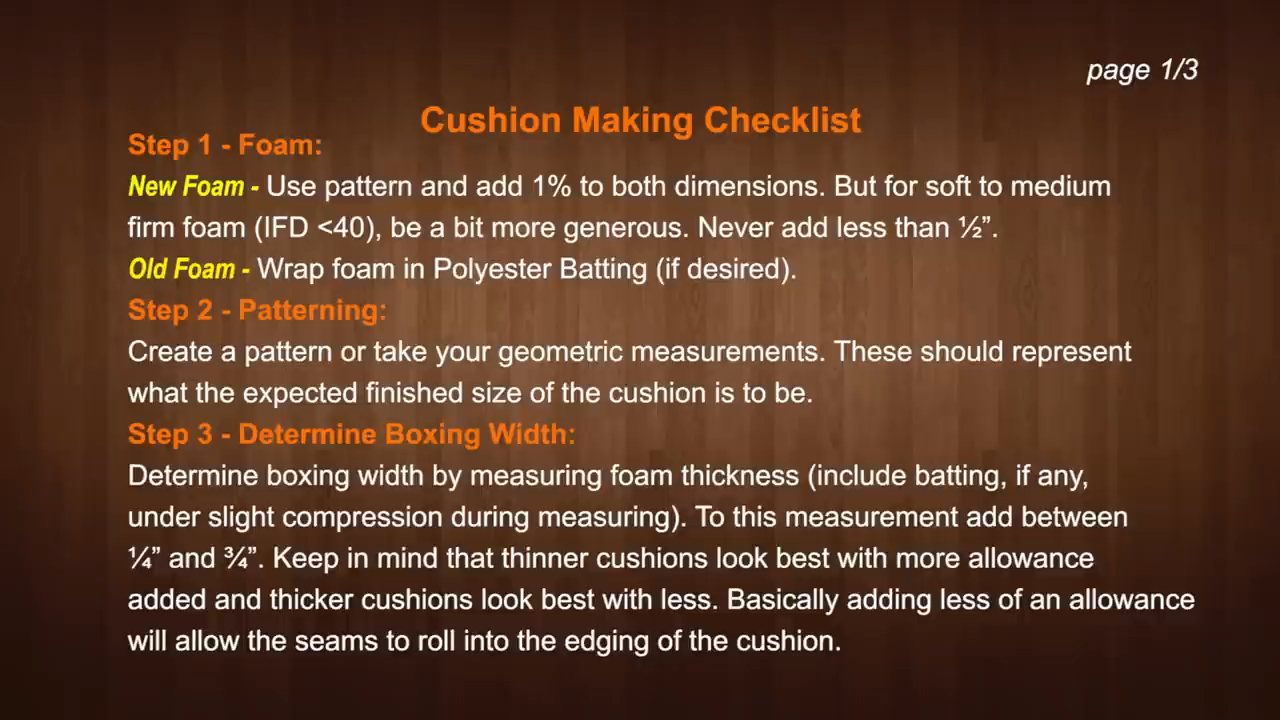 page 1/3
Cushion Making Checklist
Step 1 - Foam:
New Foam - Use pattern and add 1% to both dimensions. But for soft to medium
firm foam (IFD <40), be a bit more generous. Never add less than ½”.
Old Foam - Wrap foam in Polyester Batting (if desired).
Step 2 - Patterning:
Create a pattern or take your geometric measurements. These should represent
what the expected finished size of the cushion is to be.
Step 3 - Determine Boxing Width:
Determine boxing width by measuring foam thickness (include batting, if any,
under slight compression during measuring). To this measurement add between
¼” and ¾”. Keep in mind that thinner cushions look best with more allowance
added and thicker cushions look best with less. Basically adding less of an allowance
will allow the seams to roll into the edging of the cushion.